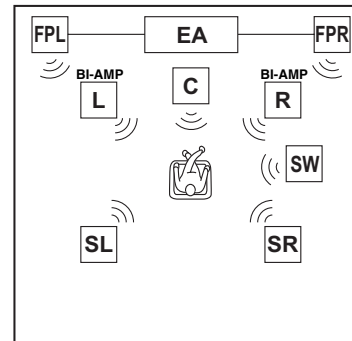 FPL EA FPR
BI-AMP BI-AMP
L C R
SW
SL SR